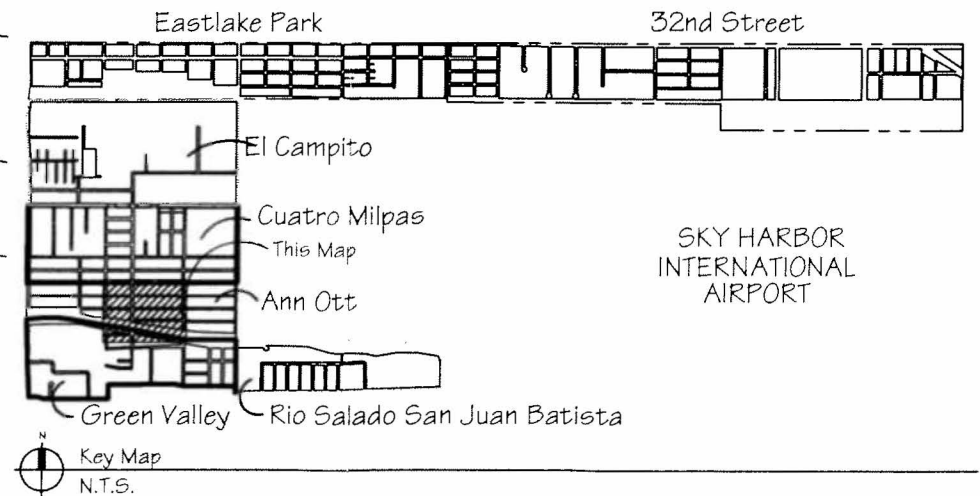 Eastlake Park
32nd Street
El Campito
Cuatro Milpas
This Map
Ann Ott
SKY HARBOR
INTERNATIONAL
AIRPORT
Green Valley
Rio Salado San Juan Batista
N
Key Map
N.T.S.